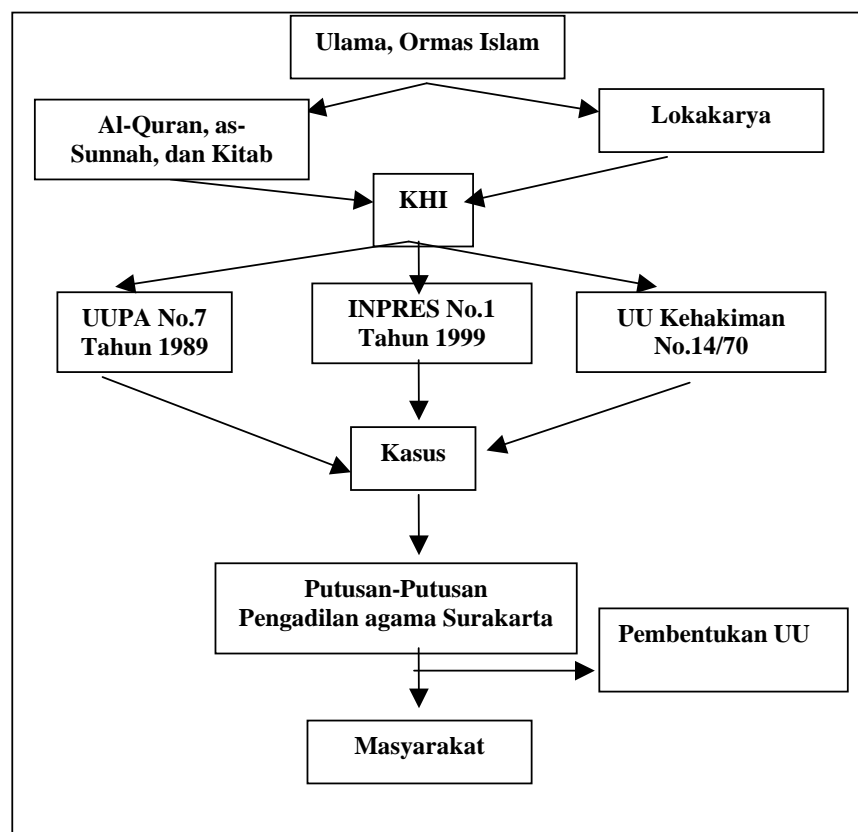 Ulama, Ormas Islam
Al-Quran, as-
Sunnah, dan Kitab
Lokakarya
KHI
UUPA No.7
Tahun 1989
INPRES No.1
Tahun 1999
UU Kehakiman
No.14/70
Kasus
Putusan-Putusan
Pengadilan agama Surakarta
Pembentukan UU
Masyarakat